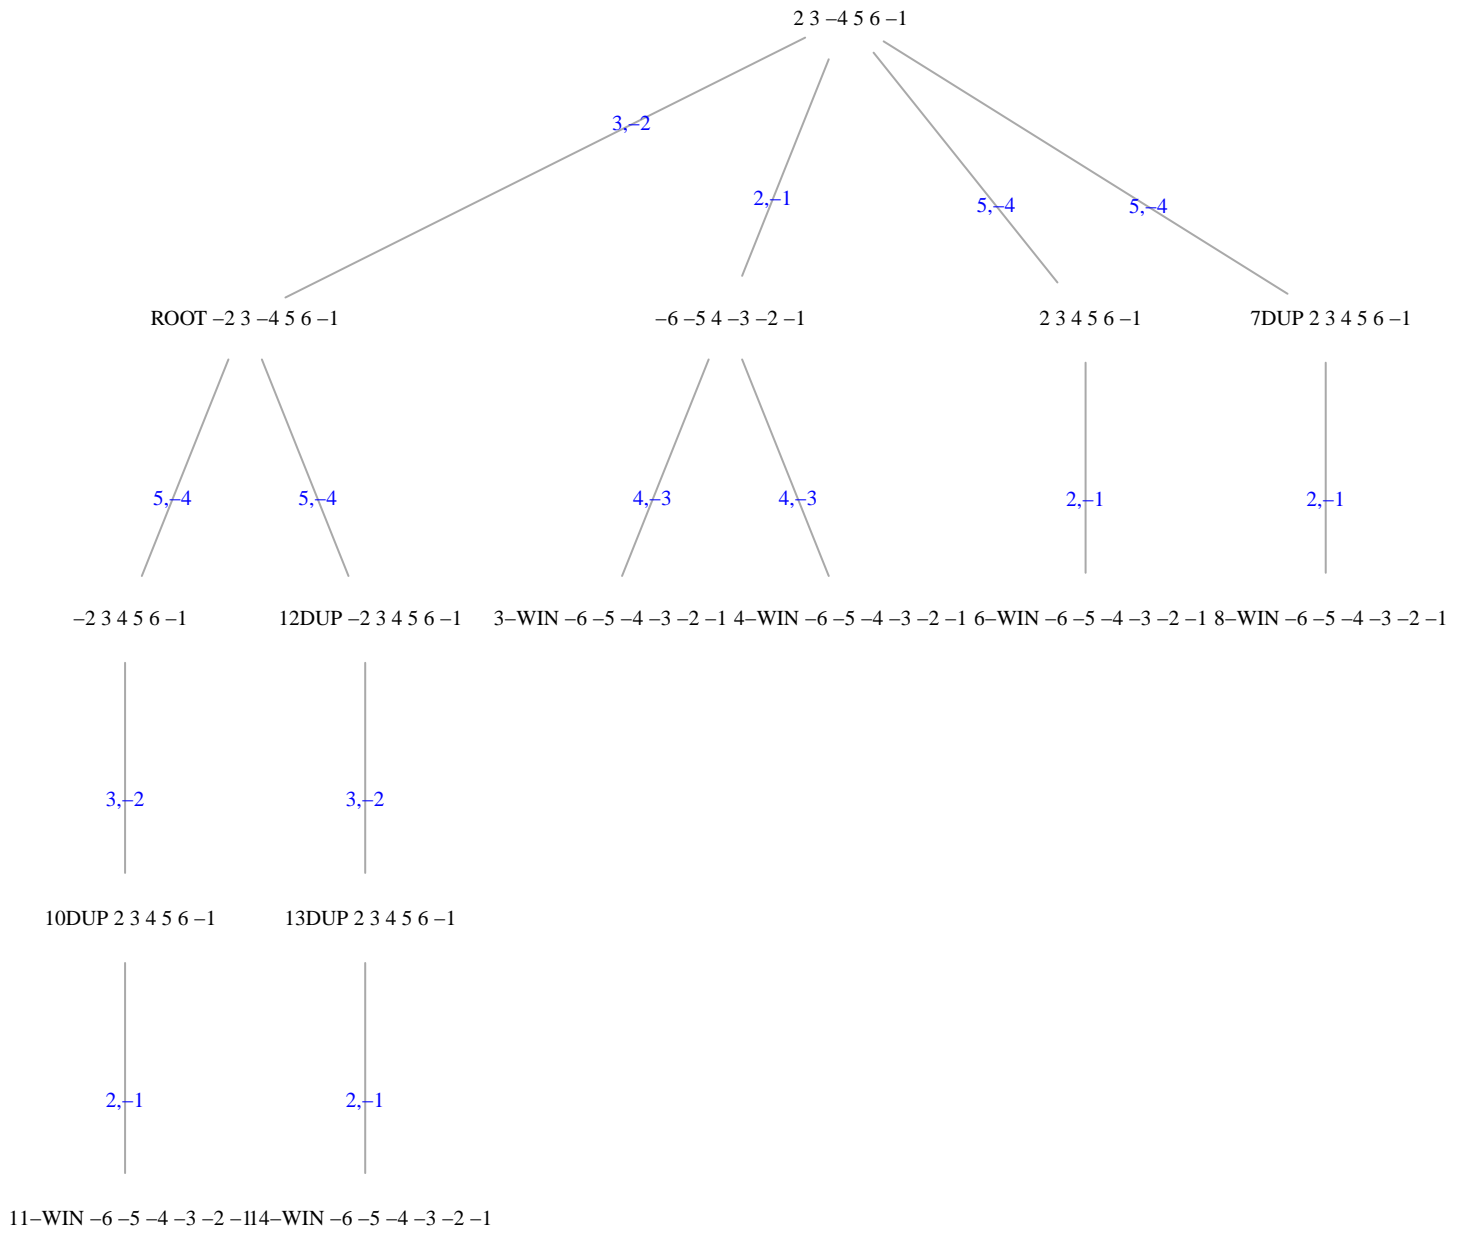 2 3 −4 5 6 −1
3,−2
2,−1
5,−4
5,−4
ROOT −2 3 −4 5 6 −1
−6 −5 4 −3 −2 −1
2 3 4 5 6 −1
7DUP 2 3 4 5 6 −1
5,−4
5,−4
4,−3
4,−3
2,−1
2,−1
−2 3 4 5 6 −1
12DUP −2 3 4 5 6 −1
3−WIN −6 −5 −4 −3 −2 −1
4−WIN −6 −5 −4 −3 −2 −1
6−WIN −6 −5 −4 −3 −2 −1
8−WIN −6 −5 −4 −3 −2 −1
3,−2
3,−2
10DUP 2 3 4 5 6 −1
13DUP 2 3 4 5 6 −1
2,−1
2,−1
11−WIN −6 −5 −4 −3 −2 −1
14−WIN −6 −5 −4 −3 −2 −1